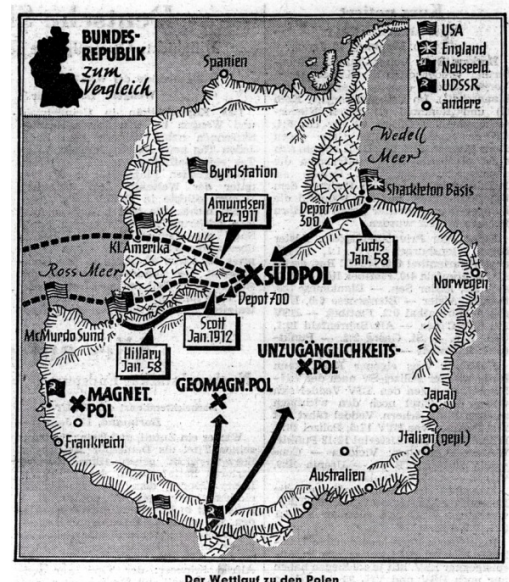 BUNDES-
REPUBLIK
zum
Vergleich
USA
England
Neuseeld.
UDSSR
andere
Spanien
Wedell
Meer
Byrd Station
Shackleton Basis
Amundsen
Dez. 1911
Depot
300
Kl. Amerika
Fuchs
Jan. 58
SÜDPOL
Ross Meer
Norwegen
Depot 700
Scott
Jan. 1912
McMurdo Sund
Hillary
Jan. 58
UNZUGÄNGLICHKEITS-
POL
GEOMAGN. POL
MAGNET.
POL
Japan
Frankreich
Italien (gepl.)
Australien
Der Wettlauf zu den Polen